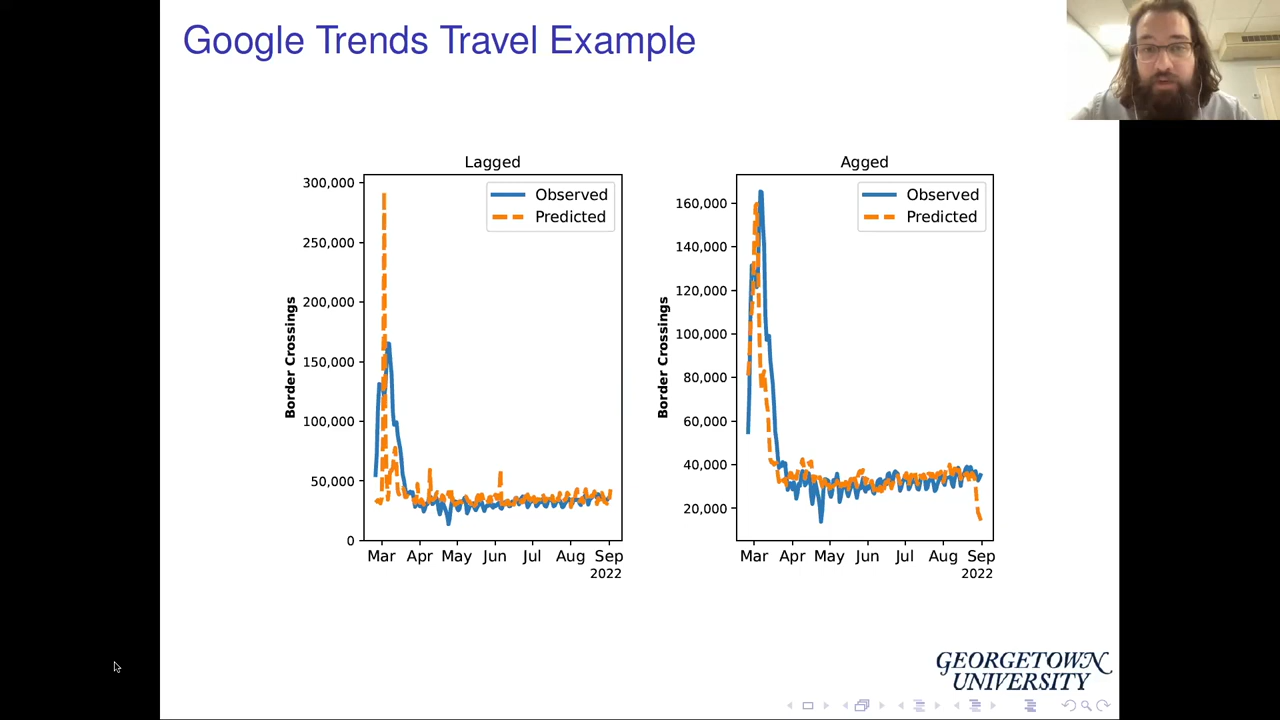 Google Trends Travel Example
Lagged
Observed
Predicted
Border Crossings
300,000
250,000
200,000
150,000
100,000
50,000
0
Mar Apr May Jun Jul Aug Sep
2022
Agged
Observed
Predicted
Border Crossings
160,000
140,000
120,000
100,000
80,000
60,000
40,000
20,000
Mar Apr May Jun Jul Aug Sep
2022
GEORGETOWN
UNIVERSITY